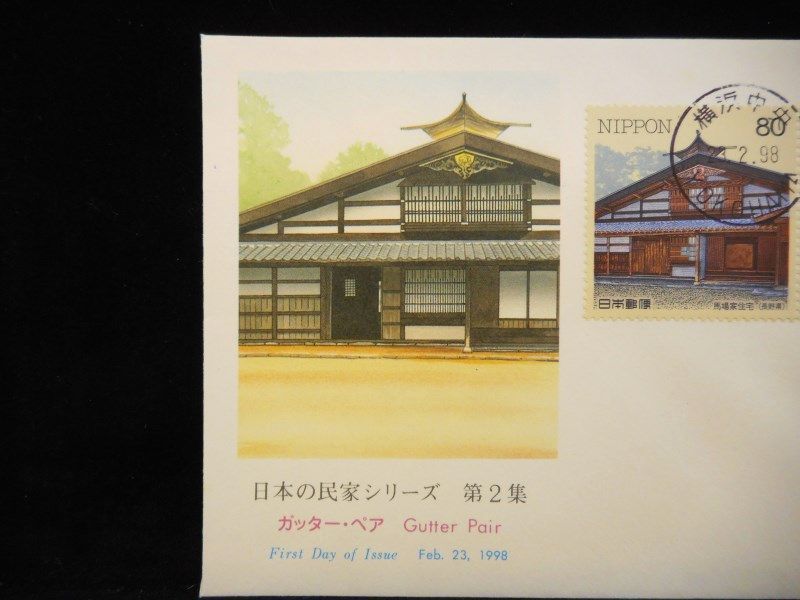 横浜中央
NIPPON 80
2.98
日本郵便 馬場家住宅(長野県)
日本の民家シリーズ 第2集
ガッター・ペア Gutter Pair
First Day of Issue Feb. 23, 1998